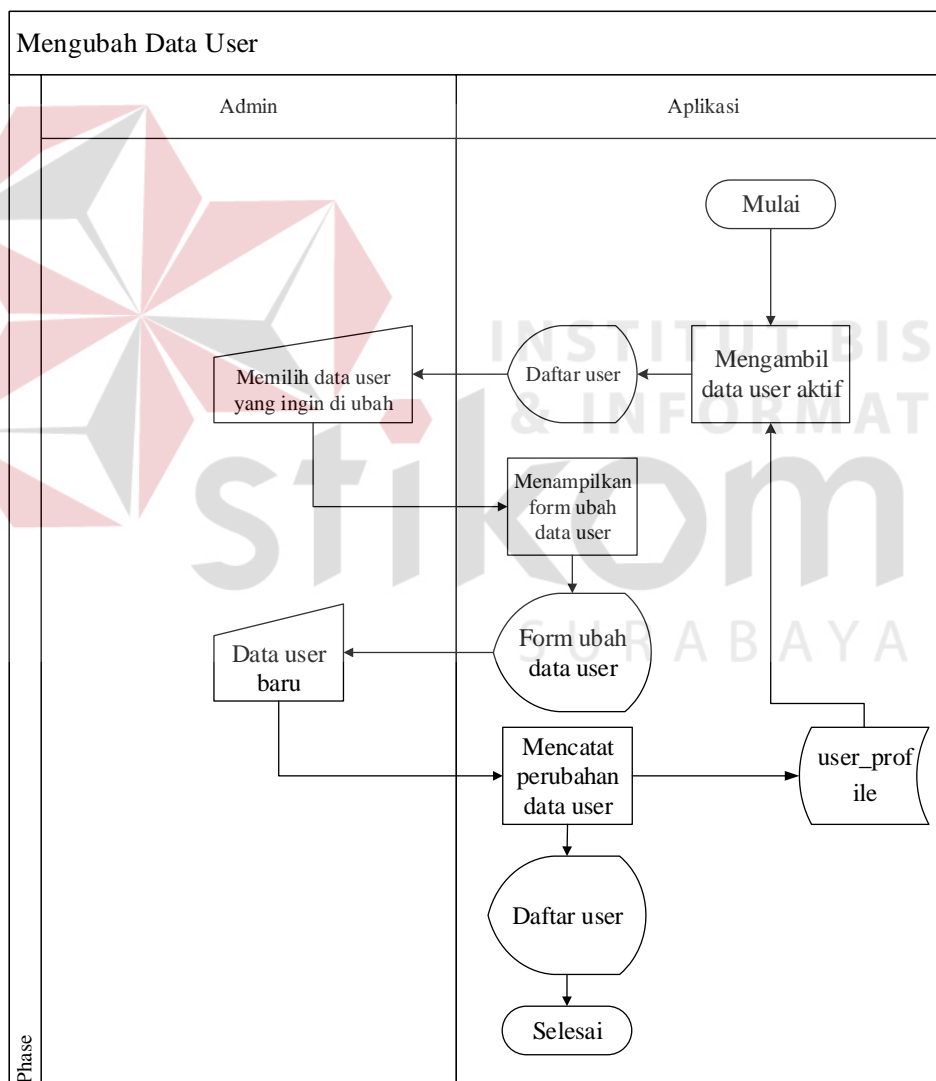 Mengubah Data User
Admin
Aplikasi
Mulai
Mengambil
data user aktif
Daftar user
Memilih data user
yang ingin di ubah
Menampilkan
form ubah
data user
Form ubah
data user
Data user
baru
Mencatat
perubahan
data user
user_prof
ile
Daftar user
Selesai
Phase
INSTITUT BIS
& INFORMAT
stikom
SURABAYA